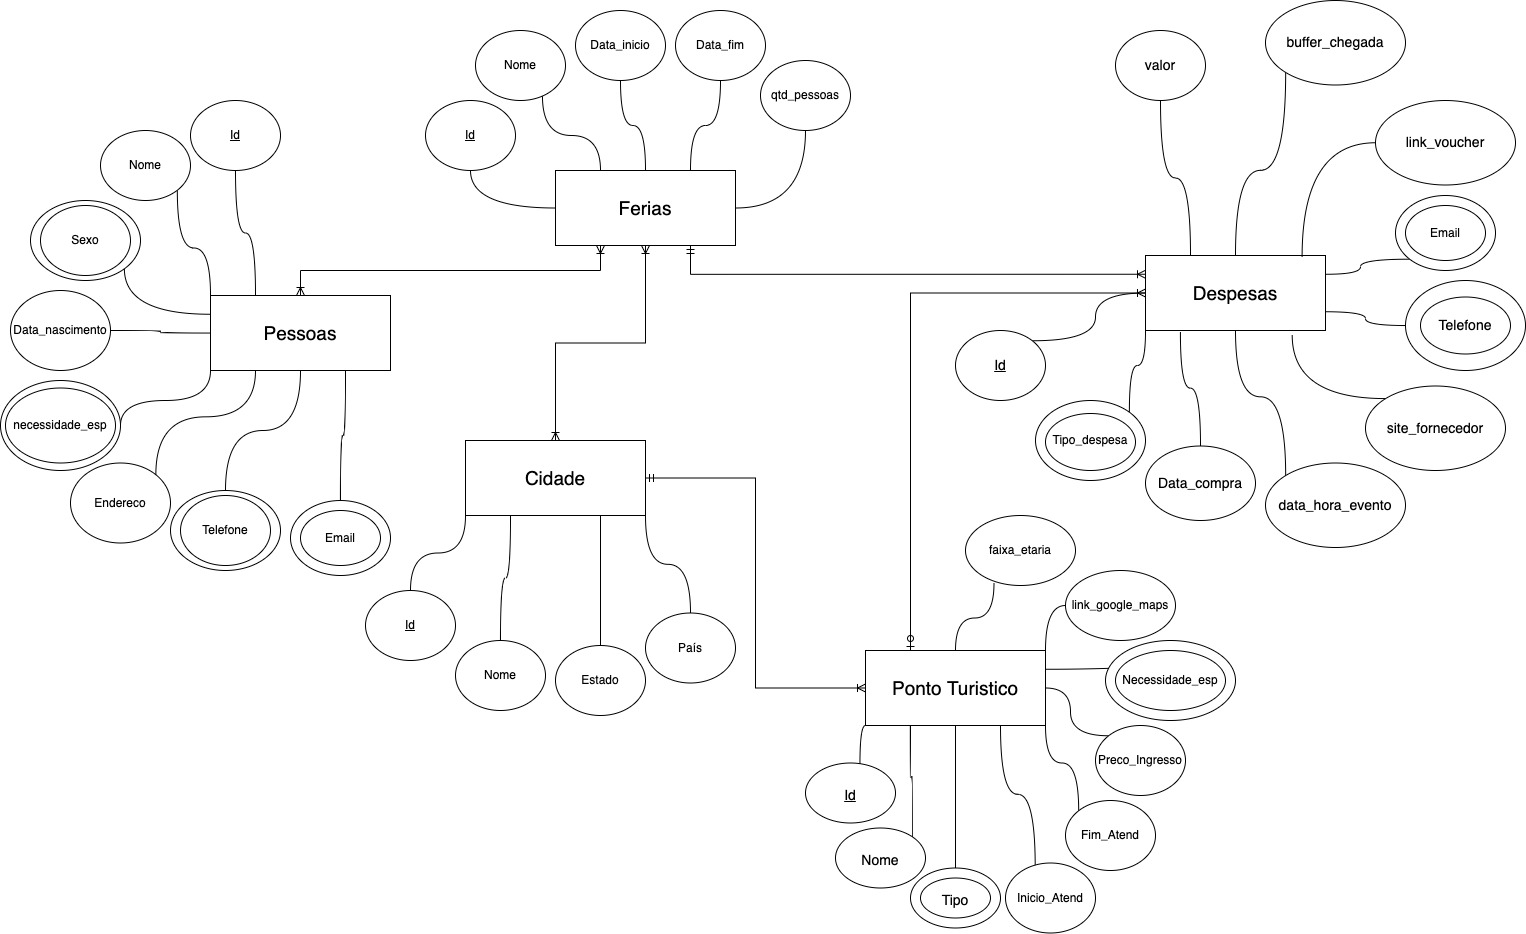 buffer_chegada
Data_inicio
Data_fim
Nome
valor
qtd_pessoas
Id
Id
link_voucher
Nome
Ferias
Sexo
Email
Despesas
Data_nascimento
Pessoas
Telefone
Id
necessidade_esp
site_fornecedor
Tipo_despesa
Cidade
Data_compra
Endereco
data_hora_evento
Telefone
Email
faixa_etaria
link_google_maps
Id
País
Nome
Estado
Necessidade_esp
Ponto Turistico
Preco_Ingresso
Id
Fim_Atend
Nome
Tipo
Inicio_Atend